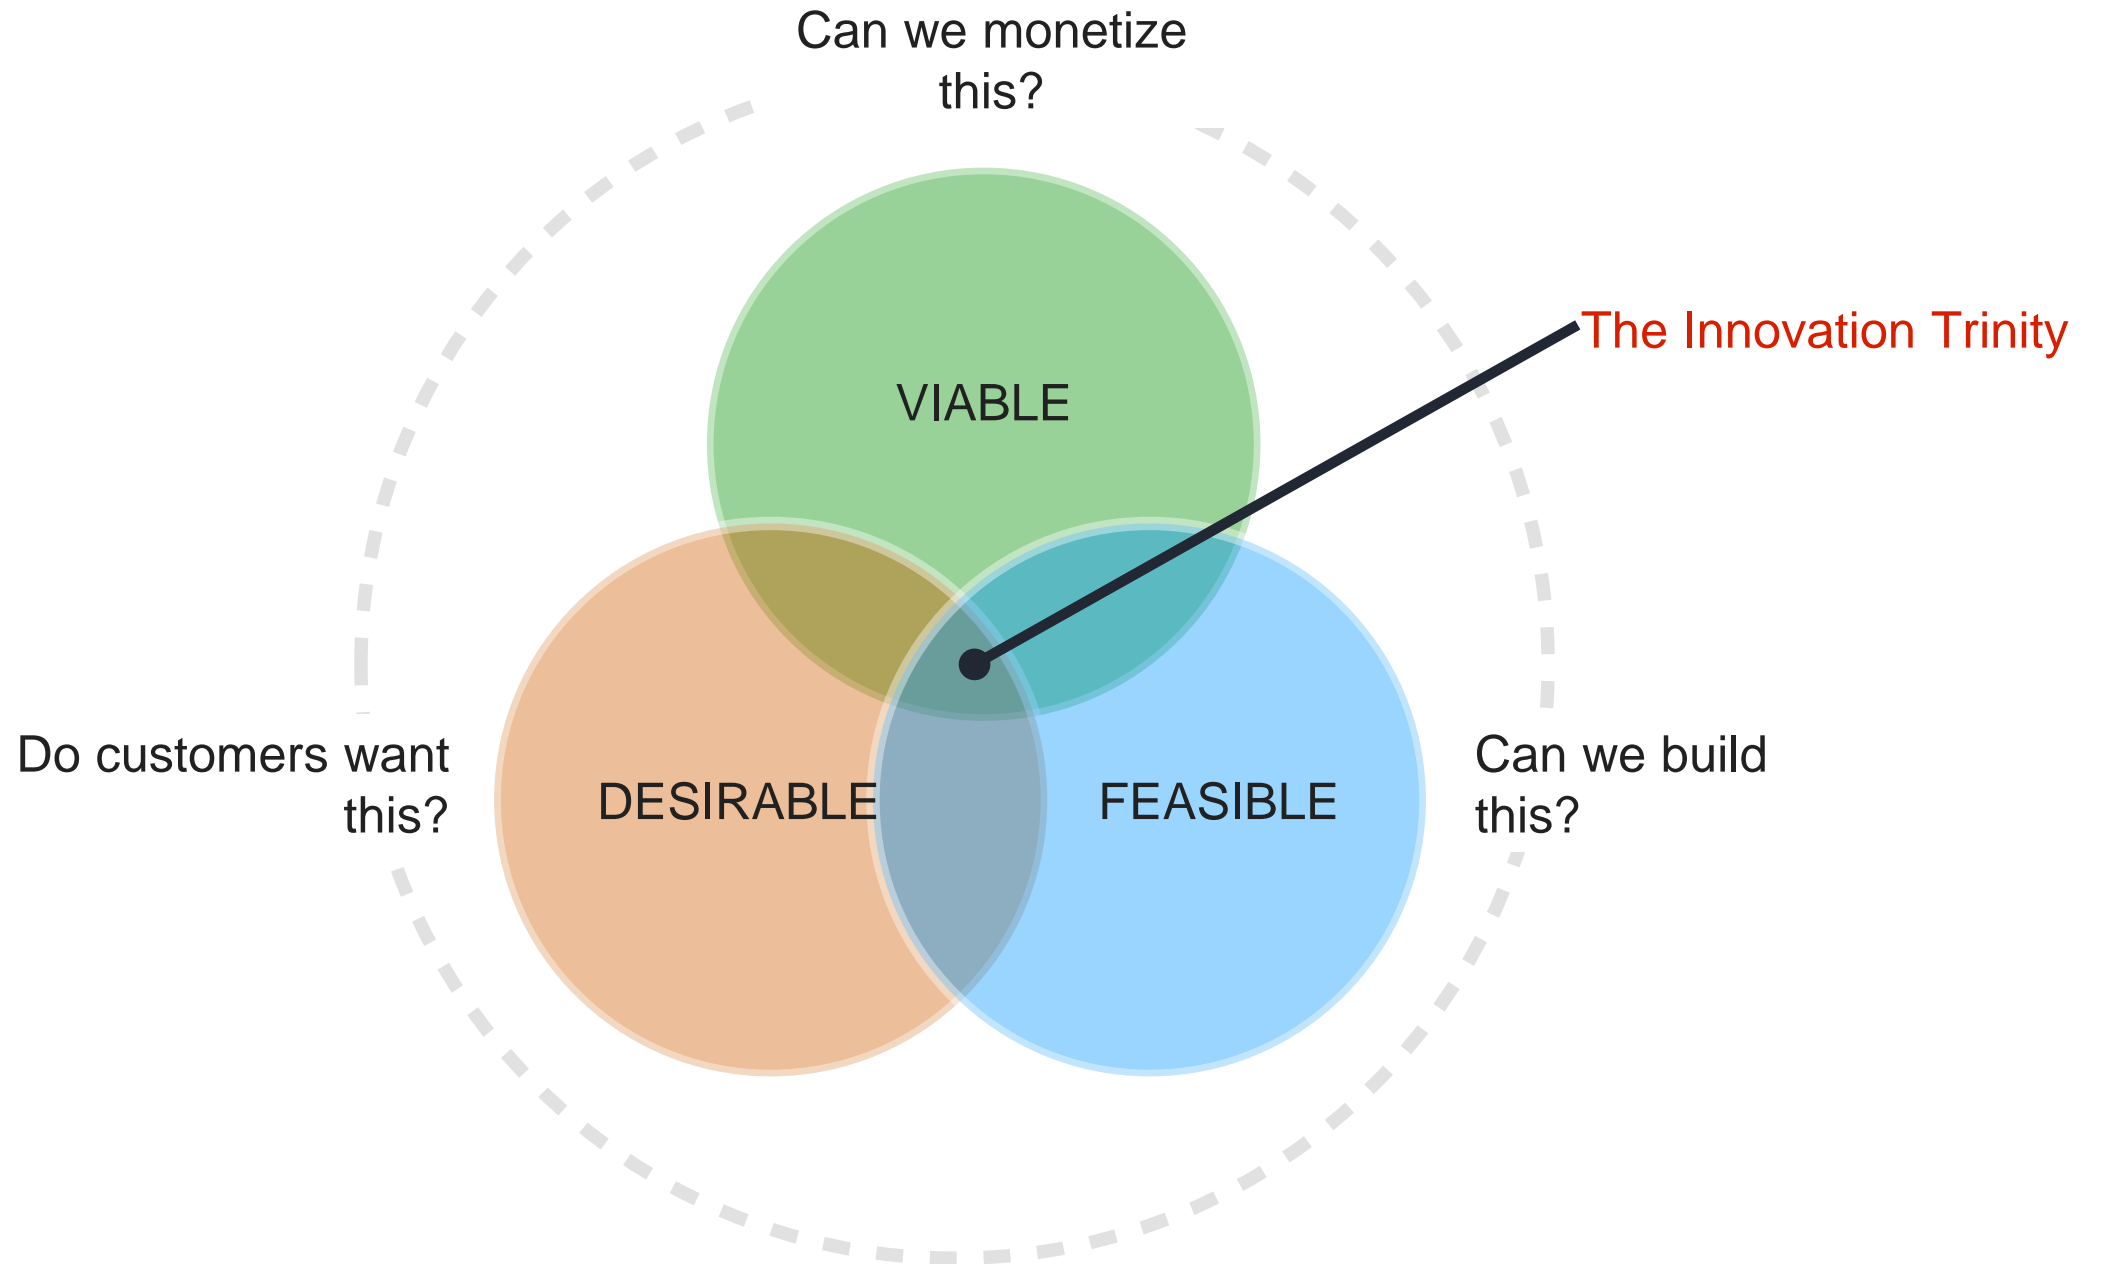 Can we monetize
this?
The Innovation Trinity
VIABLE
Do customers want
this?
DESIRABLE
FEASIBLE
Can we build
this?